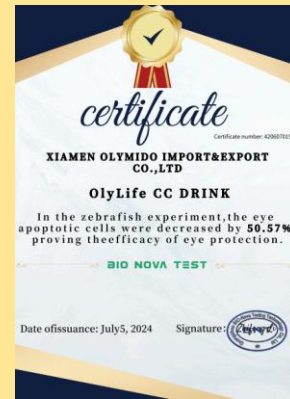 certificate
Certificate number: 42060701
XIAMEN OLYMIDO IMPORT&EXPORT
CO.,LTD
OlyLife CC DRINK
In the zebrafish experiment,the eye
apoptotic cells were decreased by 50.57%
proving theefficacy of eye protection.
BIO NOVA TEST
Date ofissuance: July5, 2024
Signature: